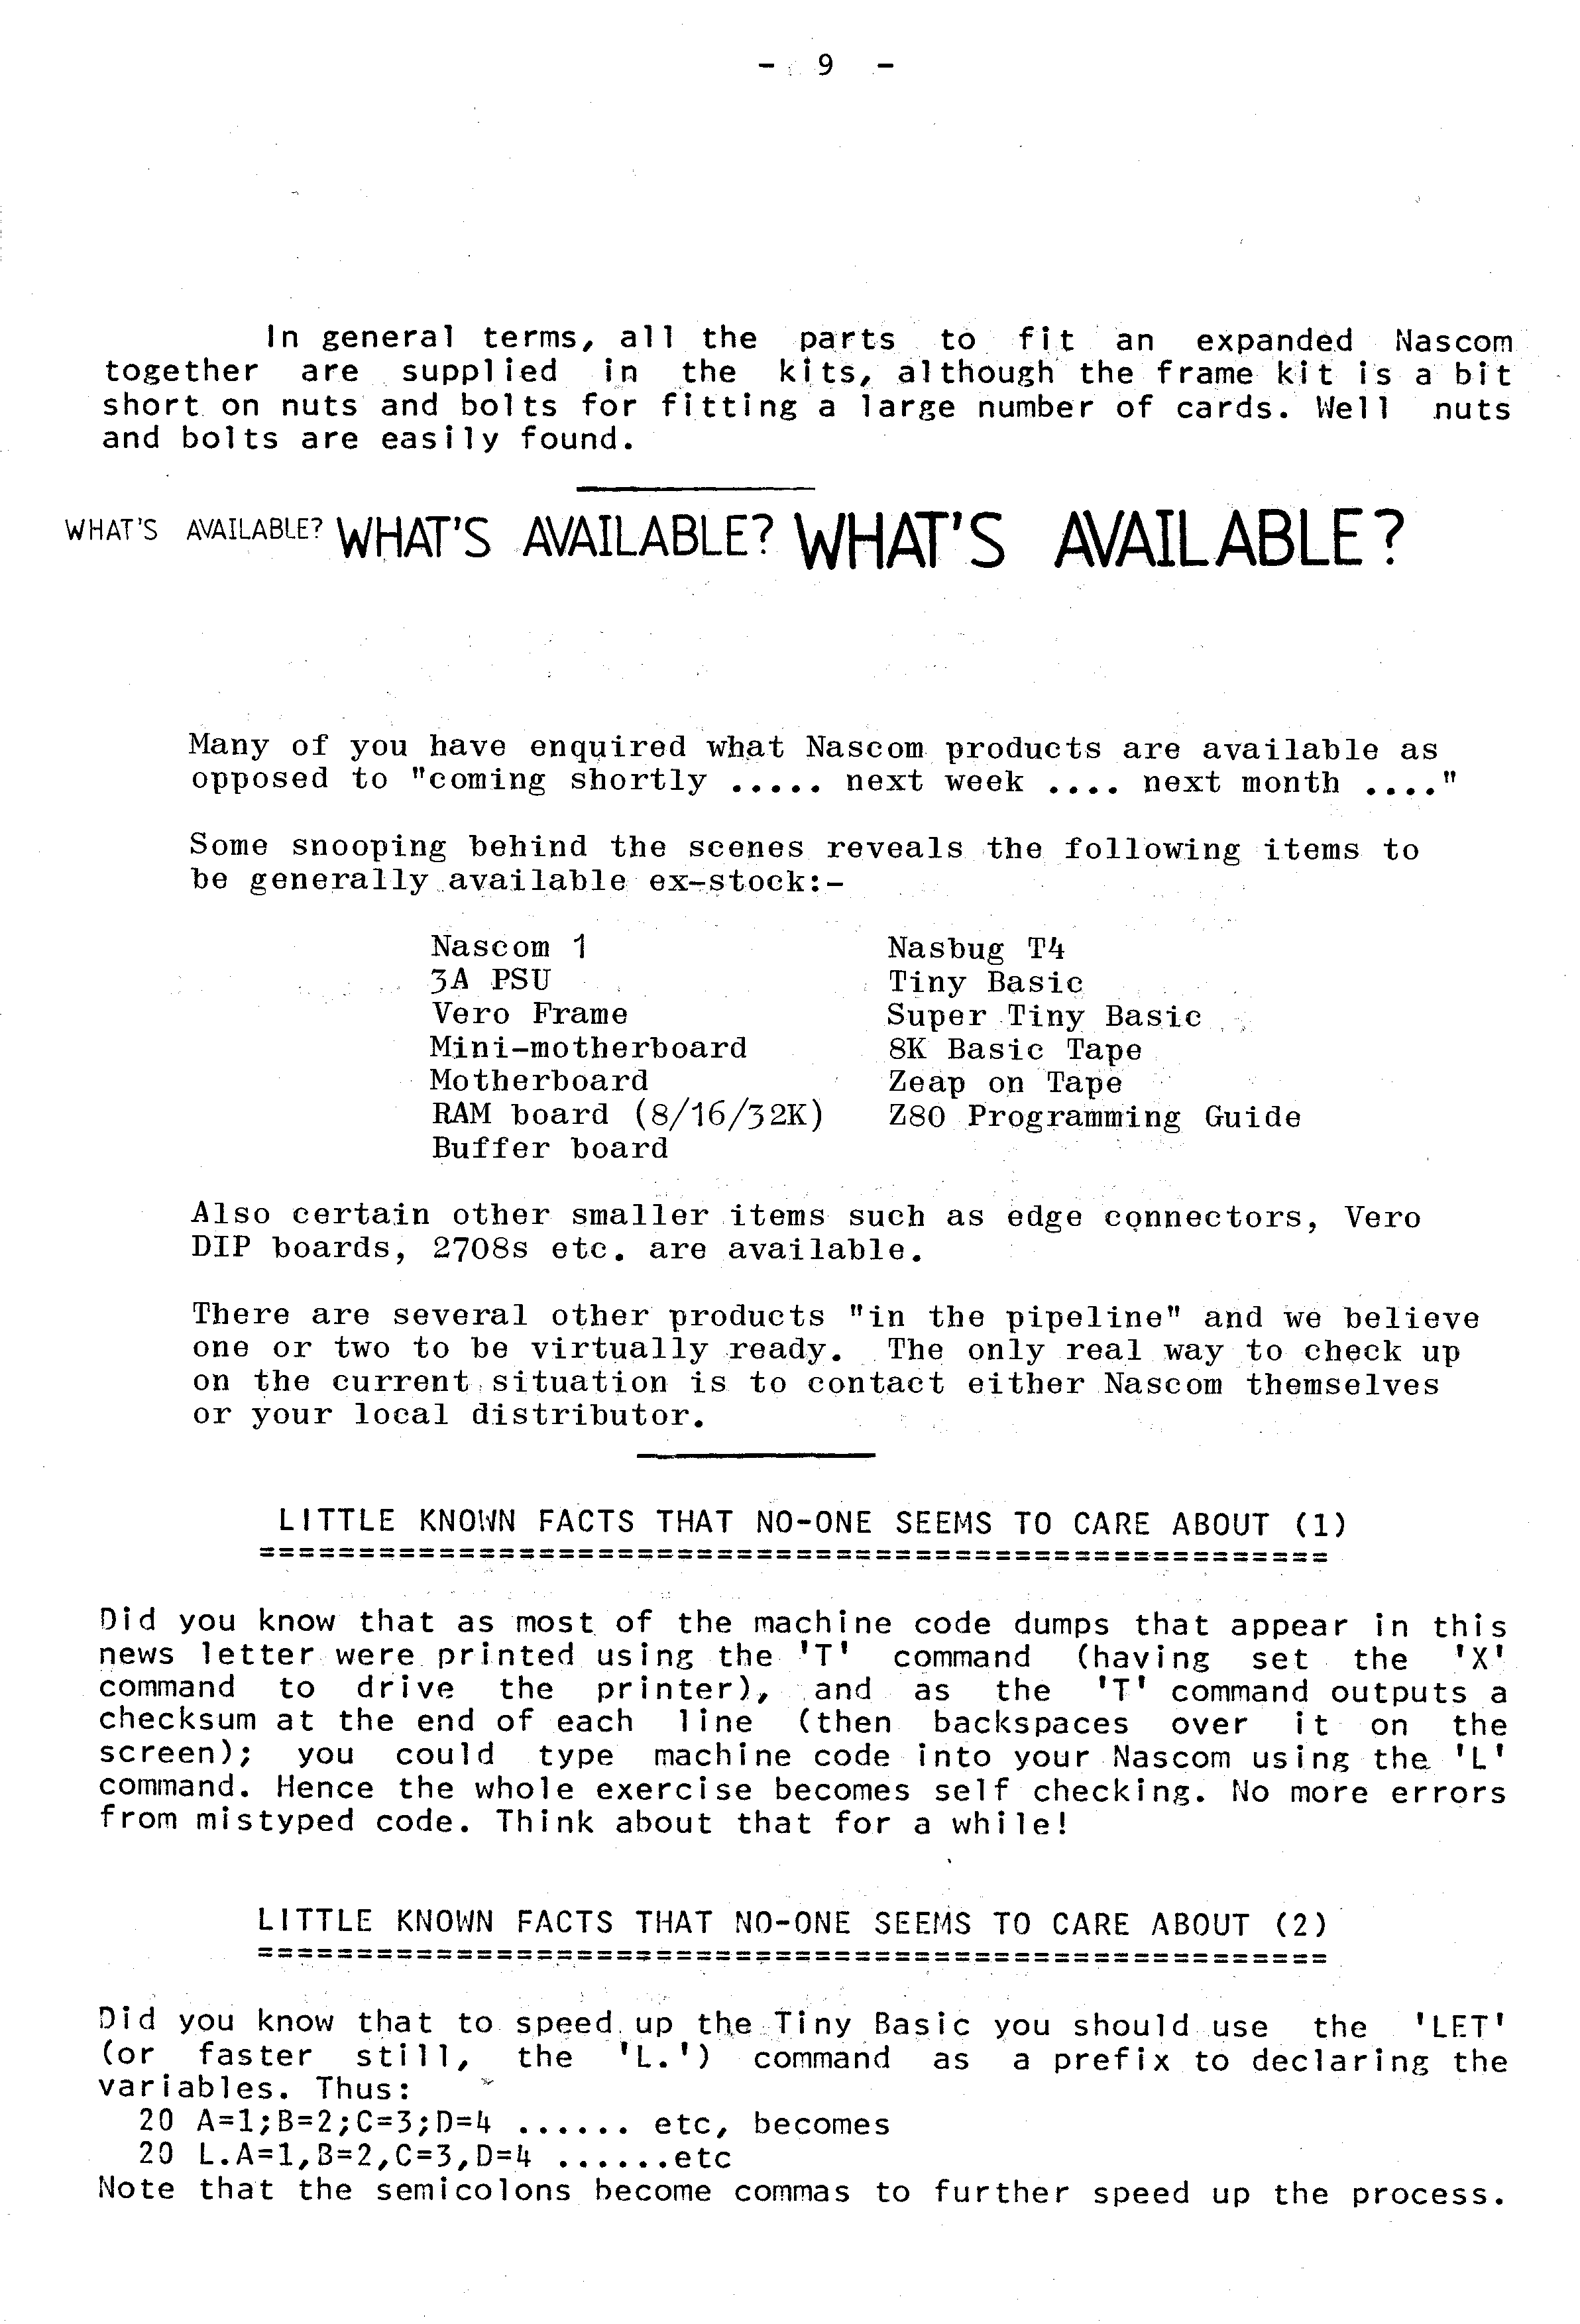 - 9 -
In general terms, all the parts to fit an expanded Nascom
together are supplied in the kits, although the frame kit is a bit
short on nuts and bolts for fitting a large number of cards. Well nuts
and bolts are easily found.
WHAT'S AVAILABLE? WHAT'S AVAILABLE? WHAT'S AVAILABLE?
Many of you have enquired what Nascom products are available as
opposed to "coming shortly ..... next week .... next month ...."
Some snooping behind the scenes reveals the following items to
be generally available ex-stock:-
Nascom 1 Nasbug T4
3A PSU Tiny Basic
Vero Frame Super Tiny Basic
Mini-motherboard 8K Basic Tape
Motherboard Zeap on Tape
RAM board (8/16/32K) Z80 Programming Guide
Buffer board
Also certain other smaller items such as edge connectors, Vero
DIP boards, 2708s etc. are available.
There are several other products "in the pipeline" and we believe
one or two to be virtually ready. The only real way to check up
on the current situation is to contact either Nascom themselves
or your local distributor.
LITTLE KNOWN FACTS THAT NO-ONE SEEMS TO CARE ABOUT (1)
======================================================
Did you know that as most of the machine code dumps that appear in this
news letter were printed using the 'T' command (having set the 'X'
command to drive the printer), and as the 'T' command outputs a
checksum at the end of each line (then backspaces over it on the
screen); you could type machine code into your Nascom using the 'L'
command. Hence the whole exercise becomes self checking. No more errors
from mistyped code. Think about that for a while!
LITTLE KNOWN FACTS THAT NO-ONE SEEMS TO CARE ABOUT (2)
======================================================
Did you know that to speed up the Tiny Basic you should use the 'LET'
(or faster still, the 'L.') command as a prefix to declaring the
variables. Thus:
20 A=1;B=2;C=3;D=4 ...... etc, becomes
20 L.A=1,B=2,C=3,D=4 ......etc
Note that the semicolons become commas to further speed up the process.